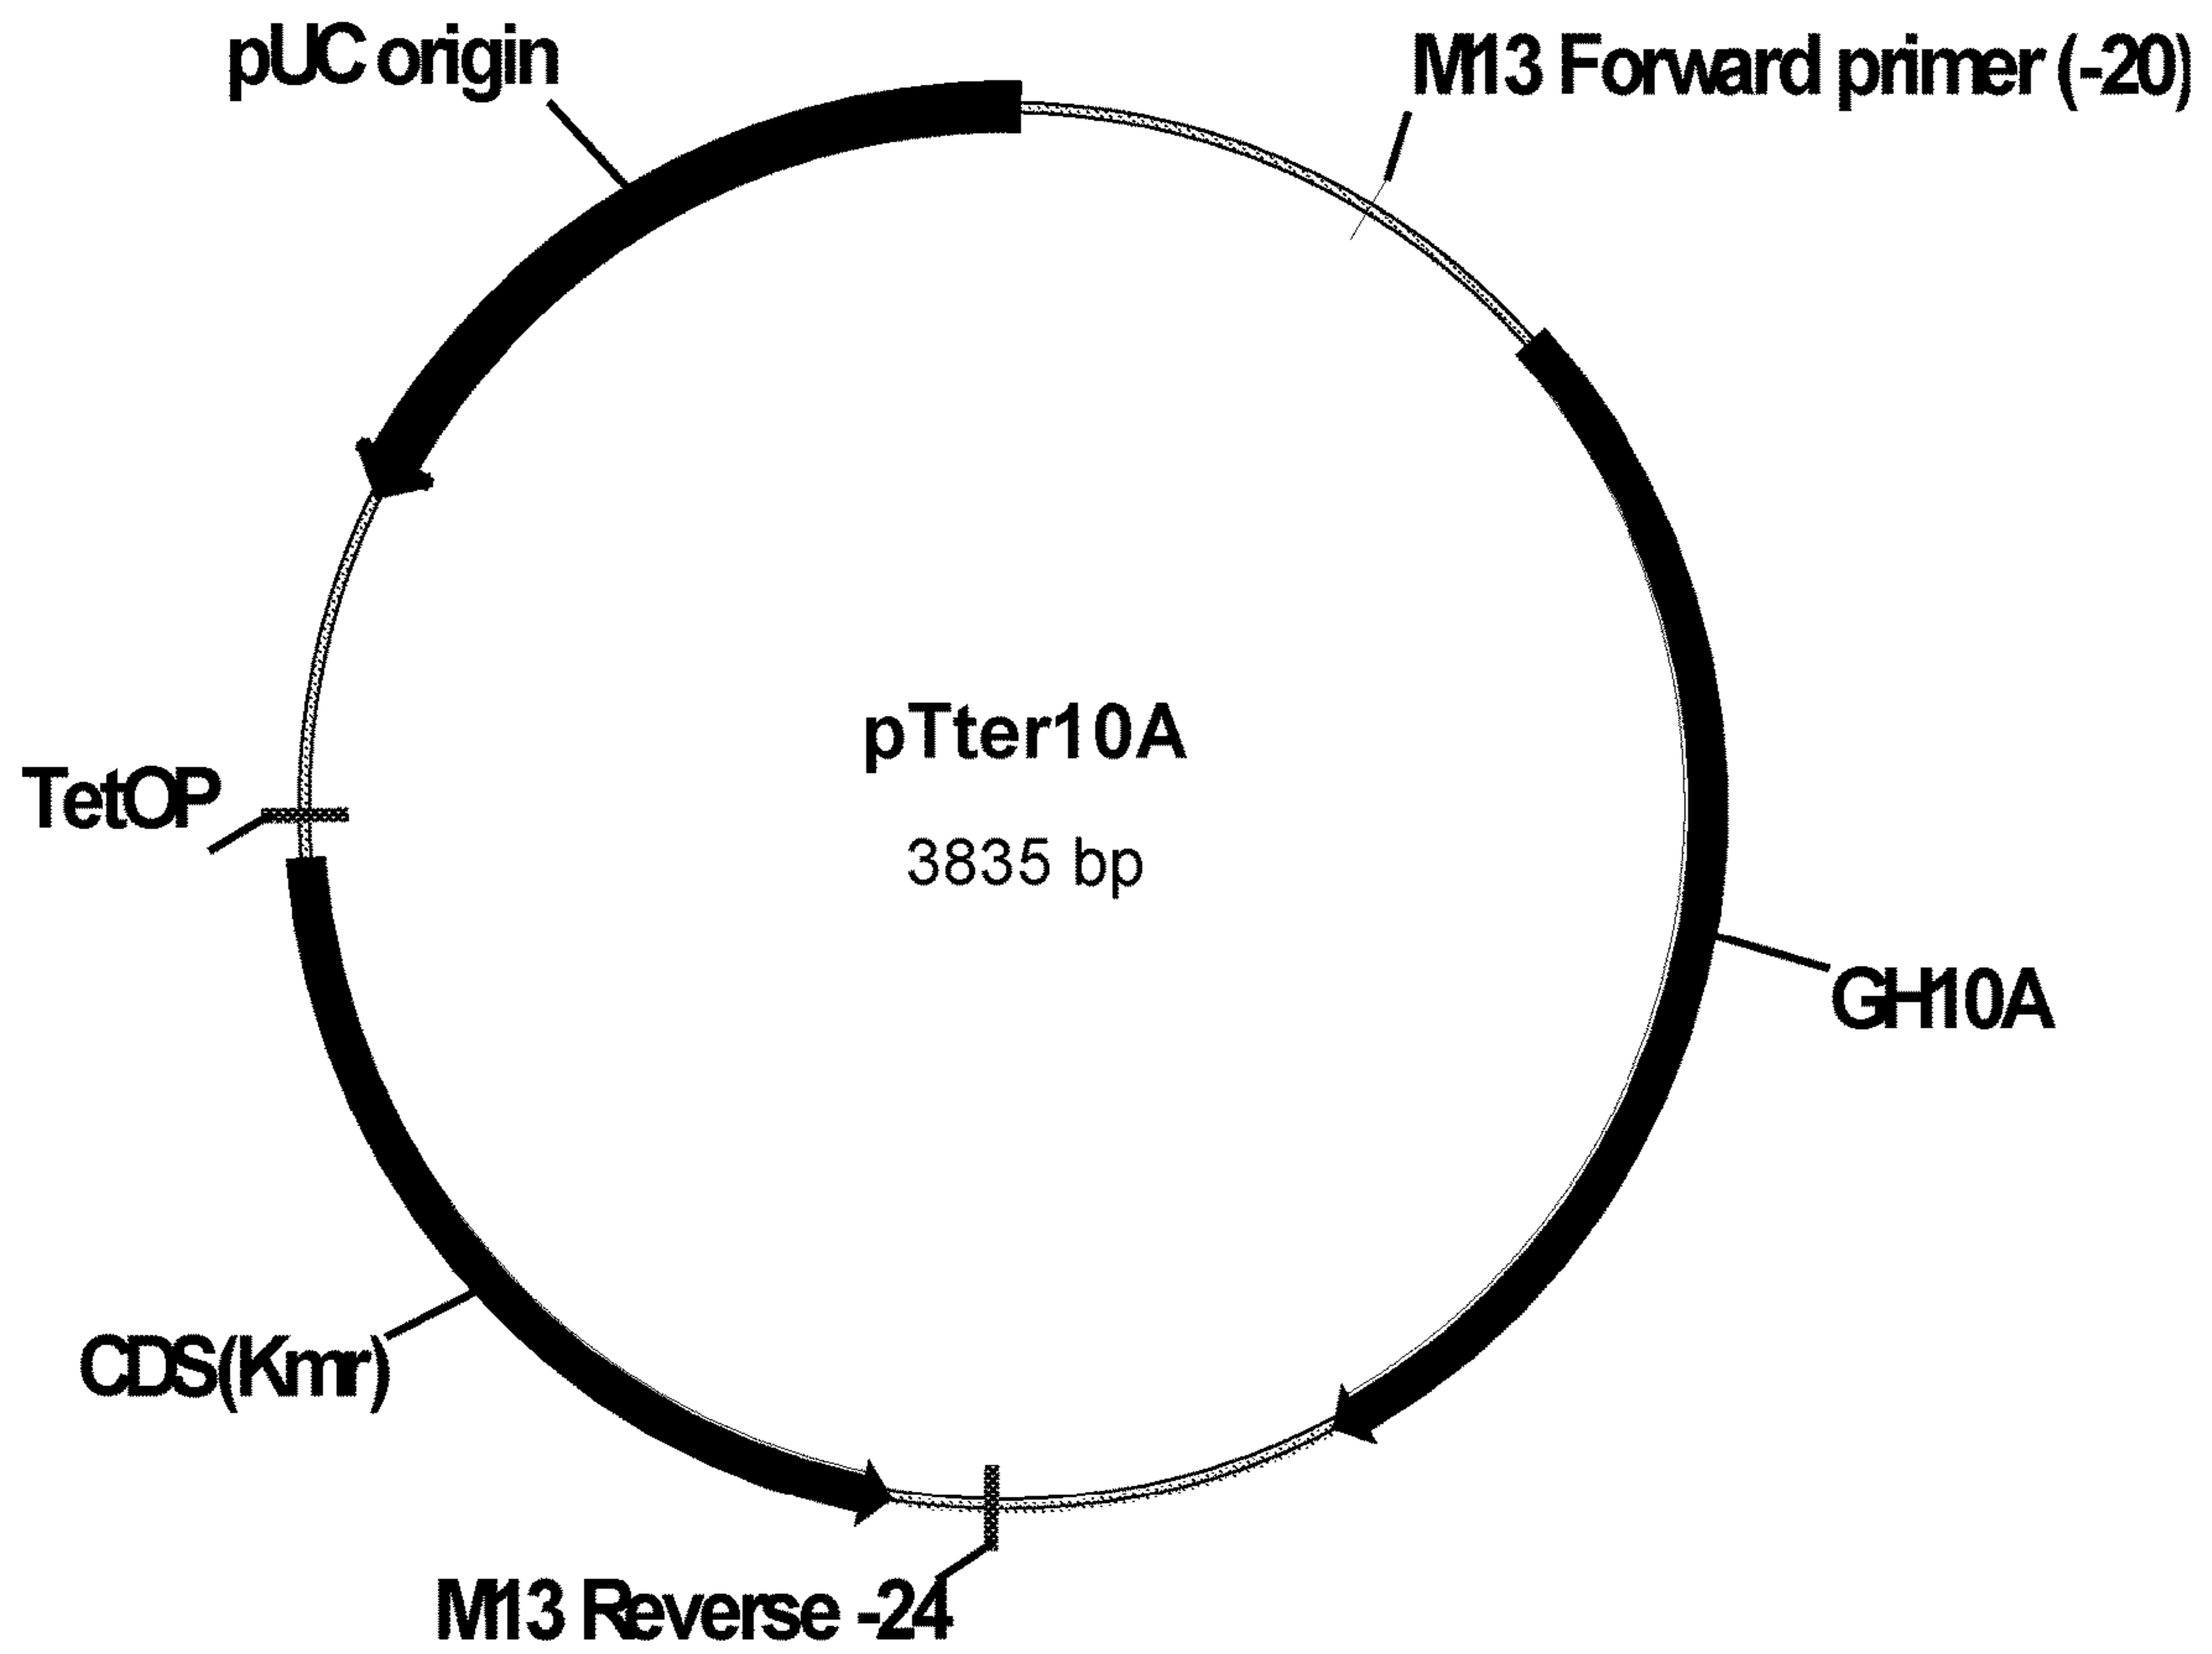 pUC origin
M13 Forward primer (-20)
pTter10A
3835 bp
TetOP
GH10A
CDS(Kmr)
M13 Reverse -24